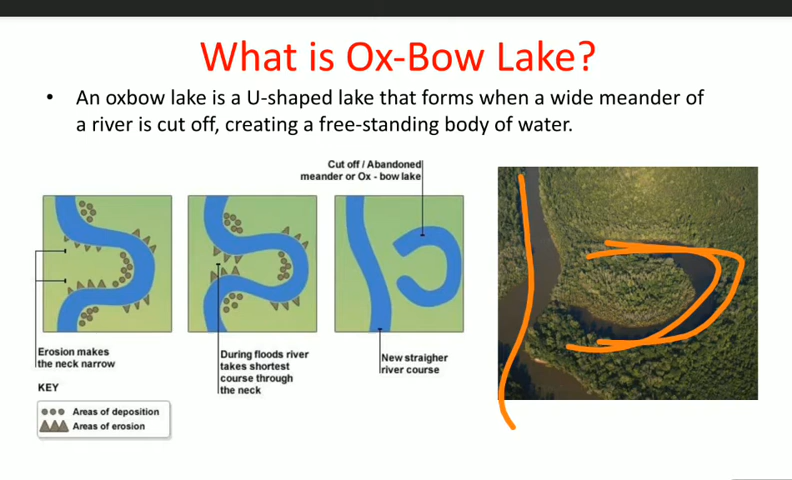 What is Ox-Bow Lake?
• An oxbow lake is a U-shaped lake that forms when a wide meander of
a river is cut off, creating a free-standing body of water.
Cut off / Abandoned
meander or Ox - bow lake
Erosion makes
the neck narrow
During floods river
takes shortest
course through
the neck
New straigher
river course
KEY
Areas of deposition
Areas of erosion